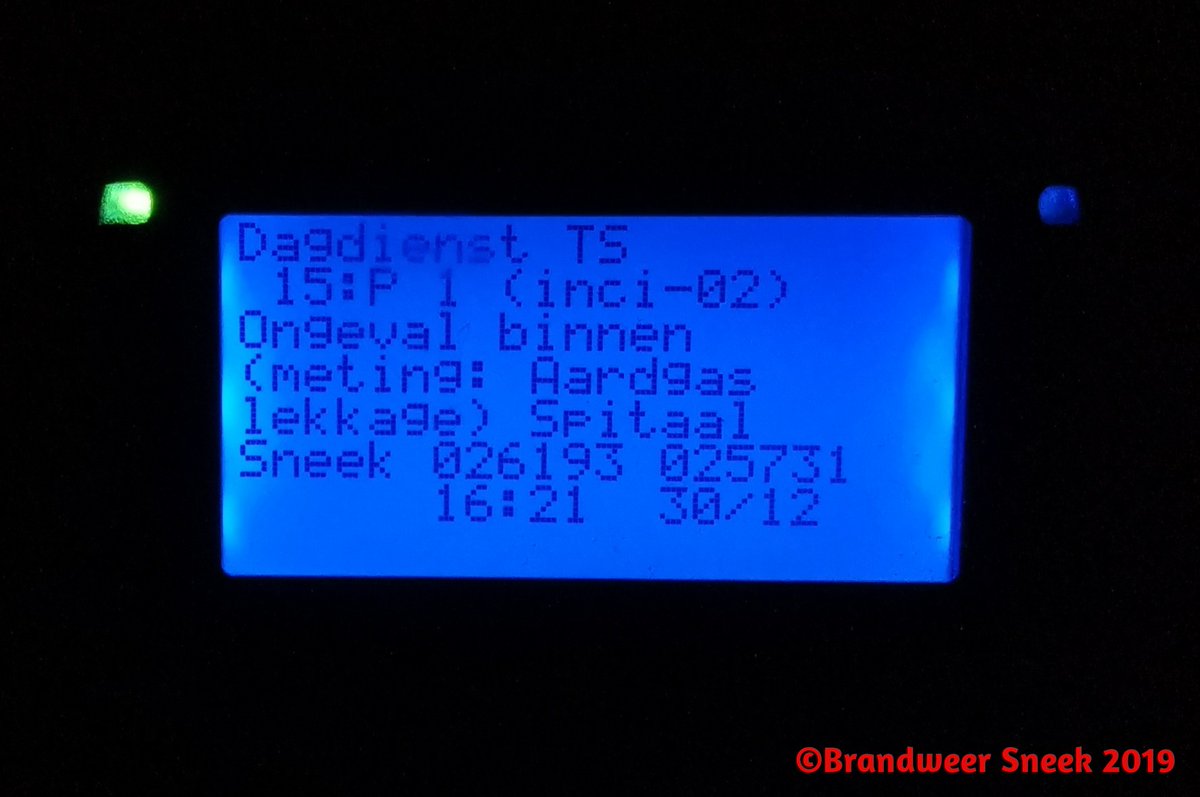 Dagdienst TS
15:P 1 (inci-02)
Ongeval binnen
(meting: Aardgas
lekkage) Spitaal
Sneek 026193 025731
16:21 30/12
©Brandweer Sneek 2019